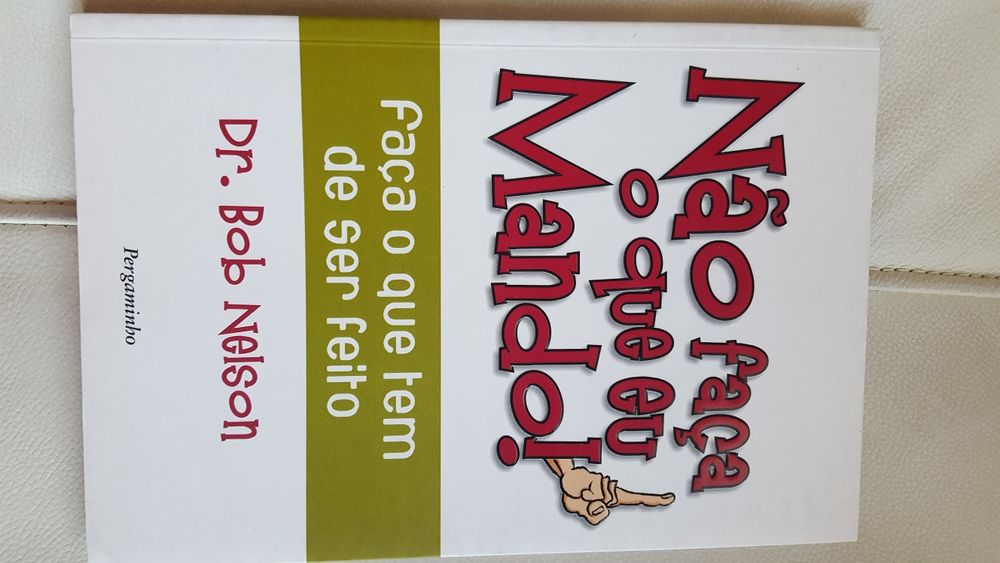 Não faça
o que eu
Mando!
faça o que tem
de ser feito
Dr. Bob Nelson
Pergaminho